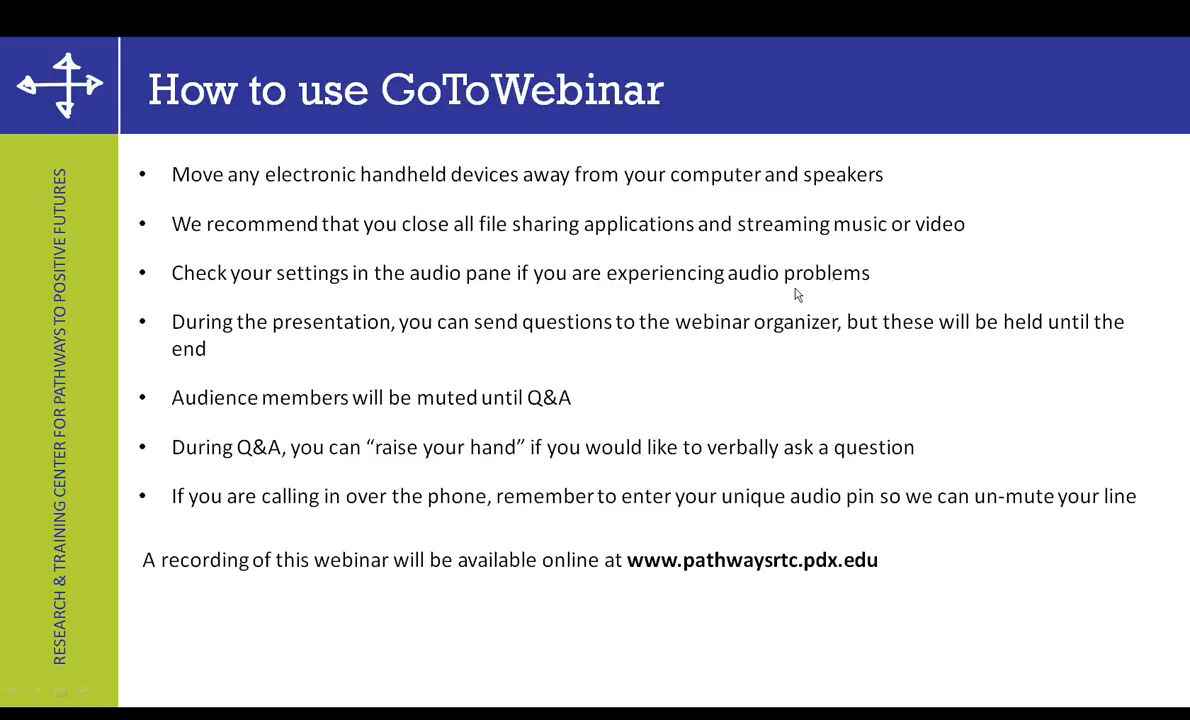 How to use GoToWebinar
RESEARCH & TRAINING CENTER FOR PATHWAYS TO POSITIVE FUTURES
• Move any electronic handheld devices away from your computer and speakers
• We recommend that you close all file sharing applications and streaming music or video
• Check your settings in the audio pane if you are experiencing audio problems
• During the presentation, you can send questions to the webinar organizer, but these will be held until the
end
• Audience members will be muted until Q&A
• During Q&A, you can “raise your hand” if you would like to verbally ask a question
• If you are calling in over the phone, remember to enter your unique audio pin so we can un-mute your line
A recording of this webinar will be available online at www.pathwaysrtc.pdx.edu